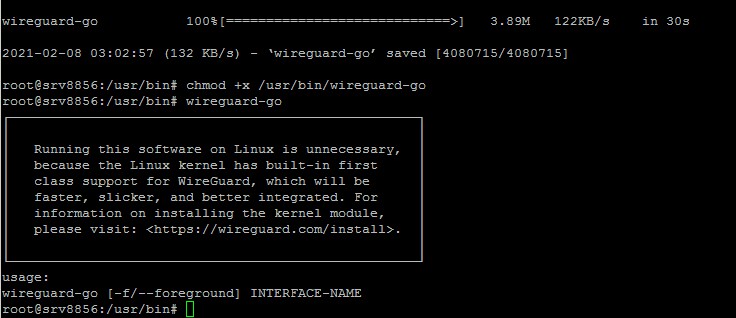 wireguard-go 100%[============================>] 3.89M 122KB/s in 30s
2021-02-08 03:02:57 (132 KB/s) - ‘wireguard-go’ saved [4080715/4080715]
root@srv8856:/usr/bin# chmod +x /usr/bin/wireguard-go
root@srv8856:/usr/bin# wireguard-go
Running this software on Linux is unnecessary,
because the Linux kernel has built-in first
class support for WireGuard, which will be
faster, slicker, and better integrated. For
information on installing the kernel module,
please visit: <https://wireguard.com/install>.
usage:
wireguard-go [-f/--foreground] INTERFACE-NAME
root@srv8856:/usr/bin#